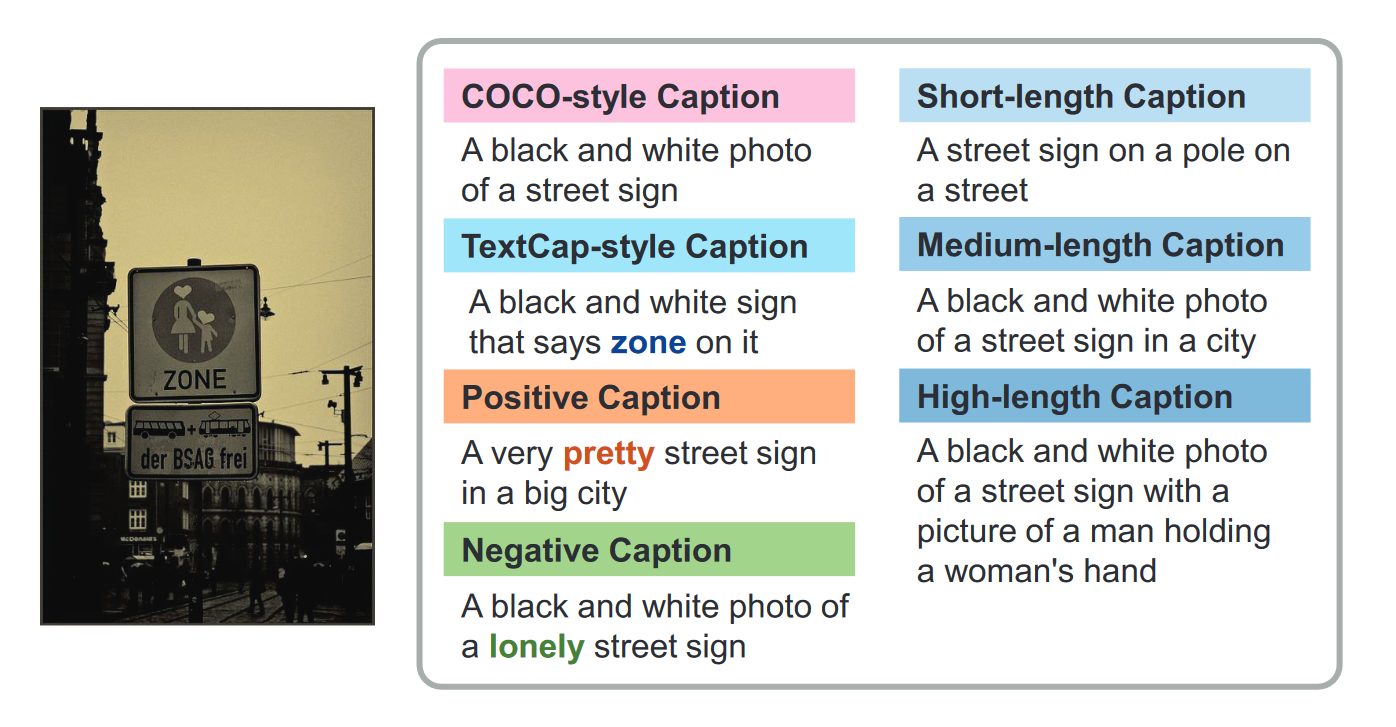 ZONE
der BSAG frei
McDONALD'S
COCO-style Caption
A black and white photo
of a street sign
TextCap-style Caption
A black and white sign
that says zone on it
Positive Caption
A very pretty street sign
in a big city
Negative Caption
A black and white photo of
a lonely street sign
Short-length Caption
A street sign on a pole on
a street
Medium-length Caption
A black and white photo
of a street sign in a city
High-length Caption
A black and white photo
of a street sign with a
picture of a man holding
a woman's hand